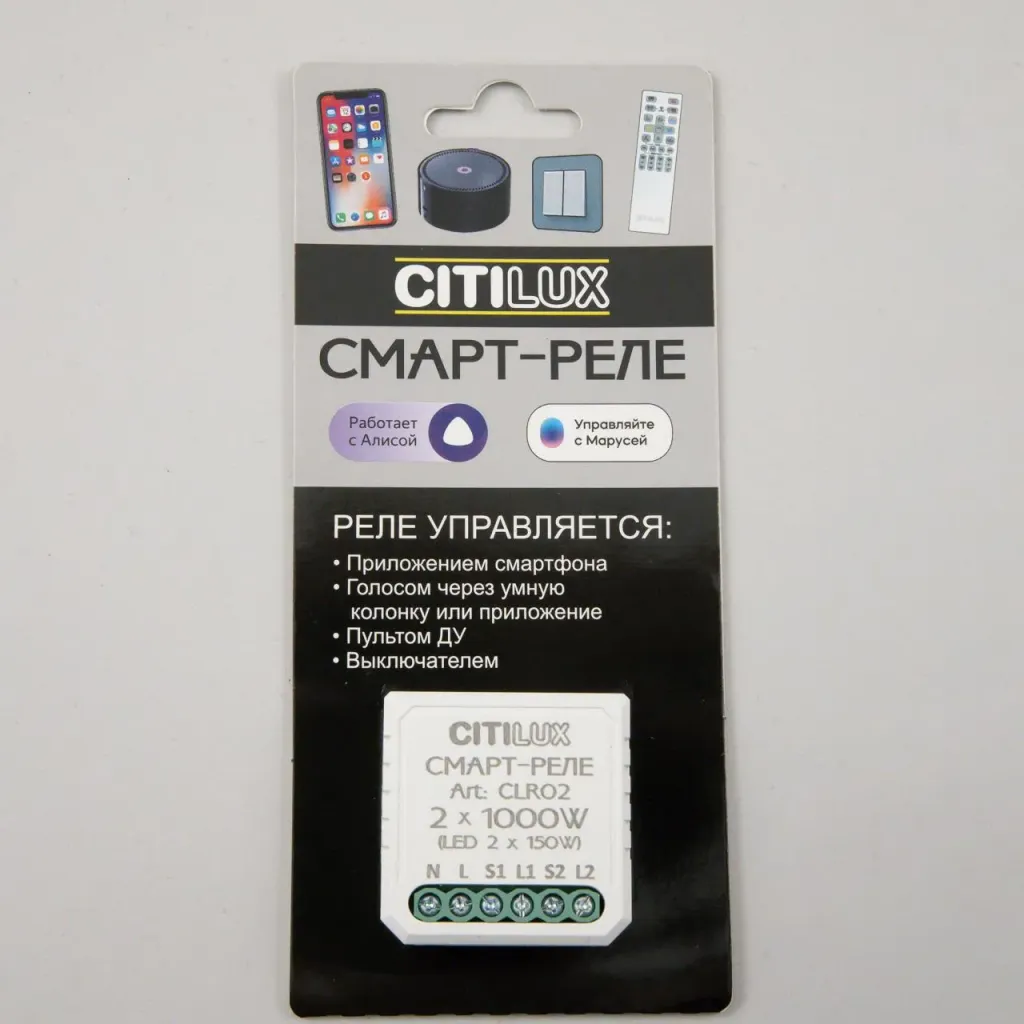 CITILUX
СМАРТ-РЕЛЕ
Работает
с Алисой
Управляйте
с Марусей
РЕЛЕ УПРАВЛЯЕТСЯ:
• Приложением смартфона
• Голосом через умную
колонку или приложение
• Пультом ДУ
• Выключателем
CITILUX
СМАРТ-РЕЛЕ
Art: CLR02
2 x 1000W
(LED 2 x 150W)
N L S1 L1 S2 L2